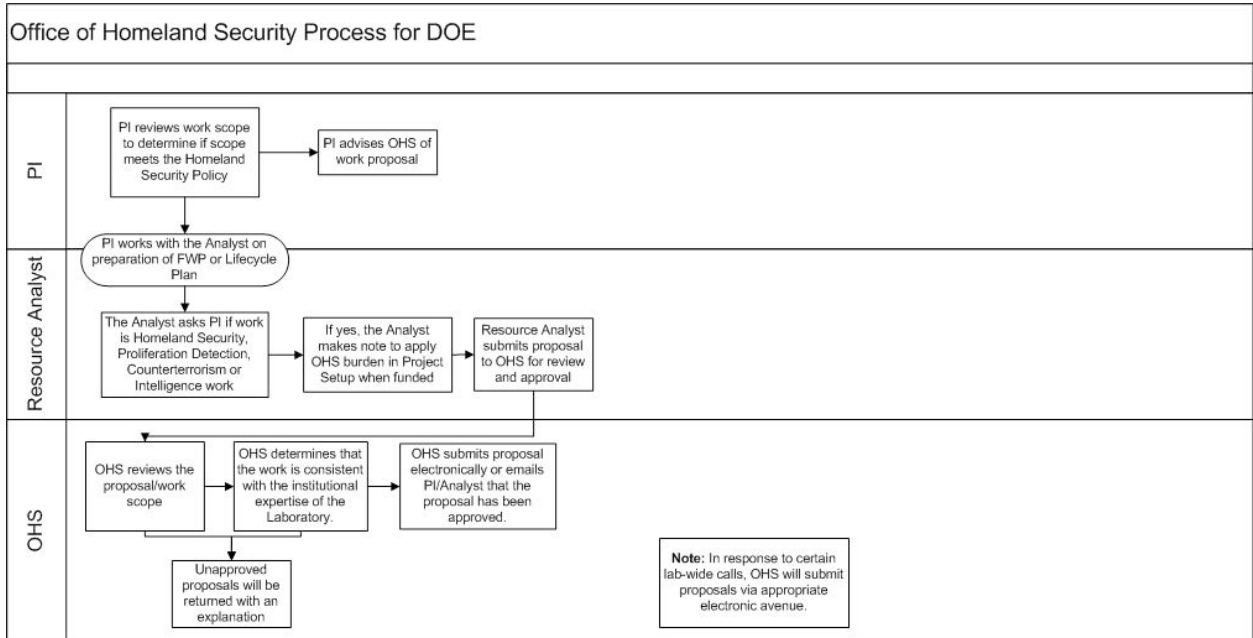 Office of Homeland Security Process for DOE
PI
PI reviews work scope
to determine if scope
meets the Homeland
Security Policy
PI advises OHS of
work proposal
PI works with the Analyst on
preparation of FWP or Lifecycle
Plan
Resource Analyst
The Analyst asks PI if work
is Homeland Security,
Proliferation Detection,
Counterterrorism or
Intelligence work
If yes, the Analyst
makes note to apply
OHS burden in Project
Setup when funded
Resource Analyst
submits proposal
to OHS for review
and approval
OHS
OHS reviews the
proposal/work
scope
OHS determines that
the work is consistent
with the institutional
expertise of the
Laboratory.
OHS submits proposal
electronically or emails
PI/Analyst that the
proposal has been
approved.
Unapproved
proposals will be
returned with an
explanation
Note: In response to certain
lab-wide calls, OHS will submit
proposals via appropriate
electronic avenue.